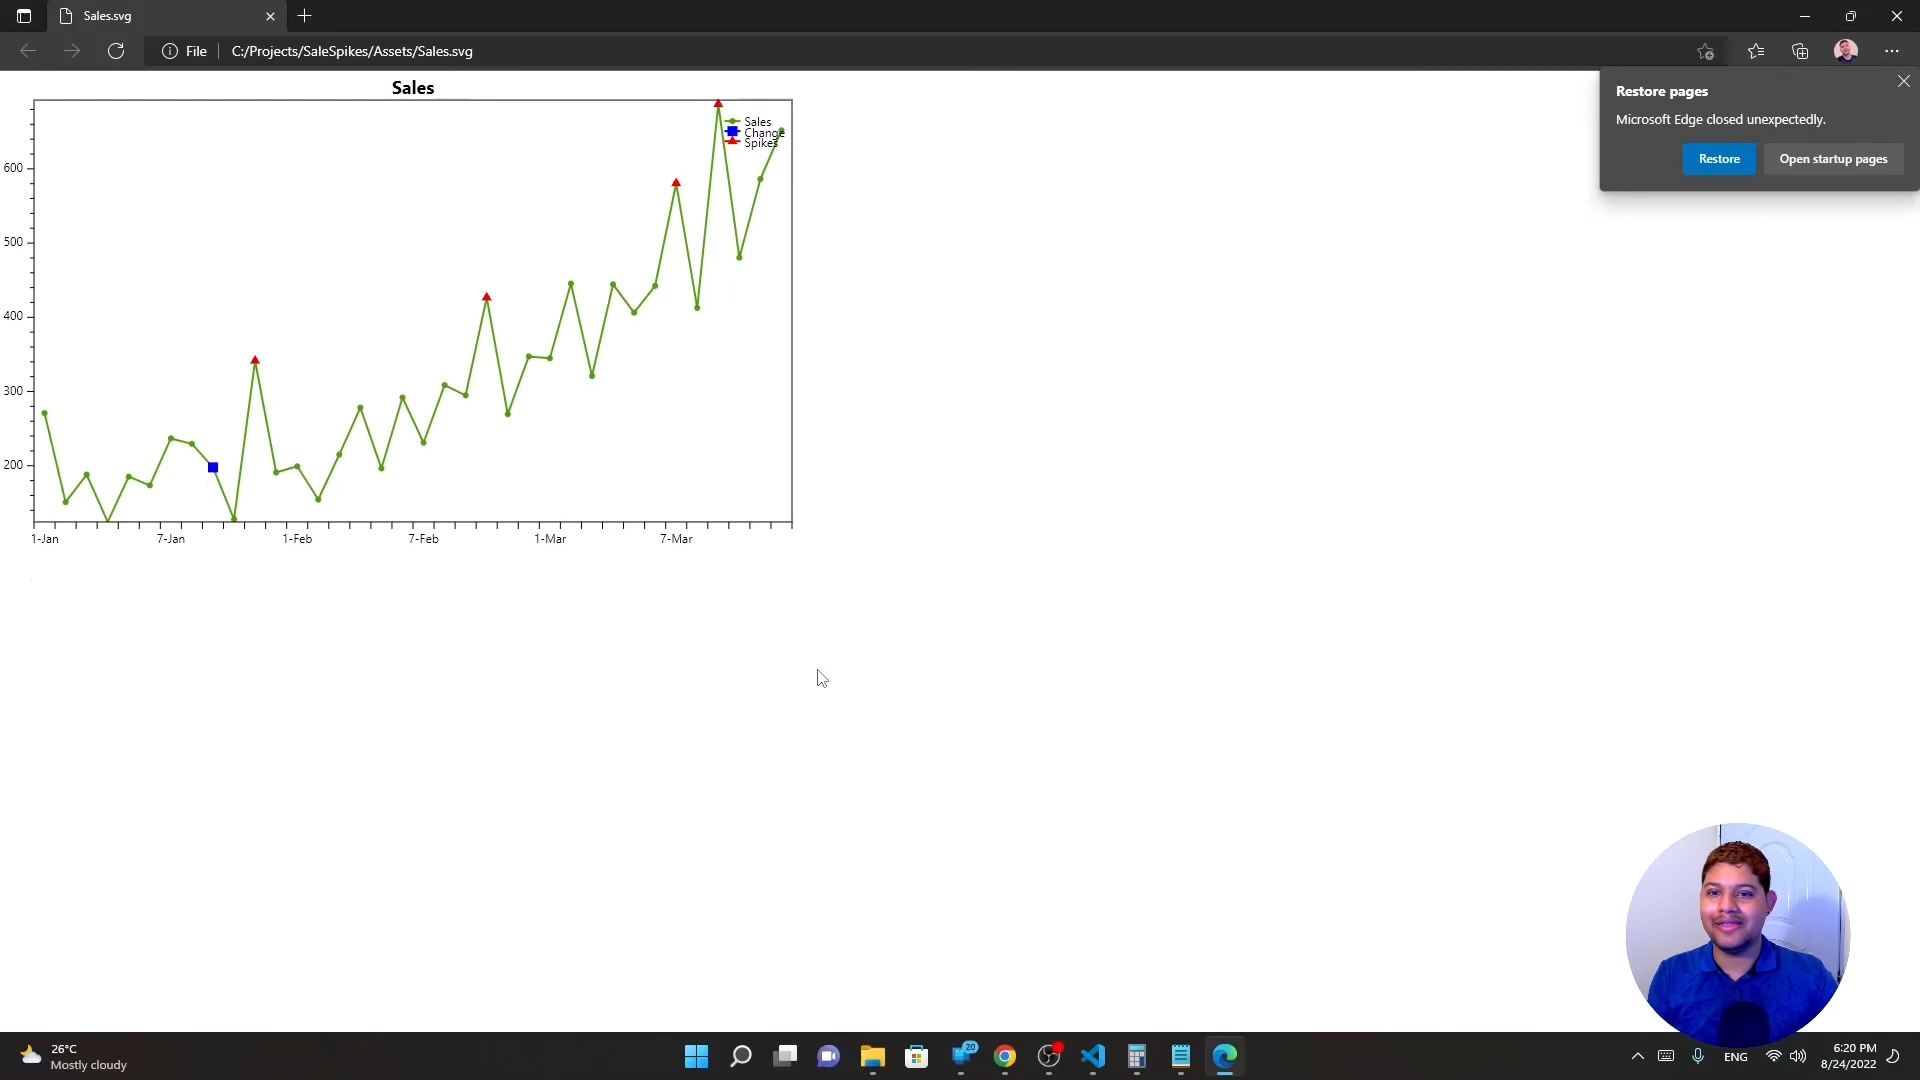 Sales.svg
File
C:/Projects/SaleSpikes/Assets/Sales.svg
Restore pages
Microsoft Edge closed unexpectedly.
Restore
Open startup pages
Sales
Sales
Change
Spikes
600
500
400
300
200
1-Jan
7-Jan
1-Feb
7-Feb
1-Mar
7-Mar
26°C
Mostly cloudy
20
ENG
6:20 PM
8/24/2022